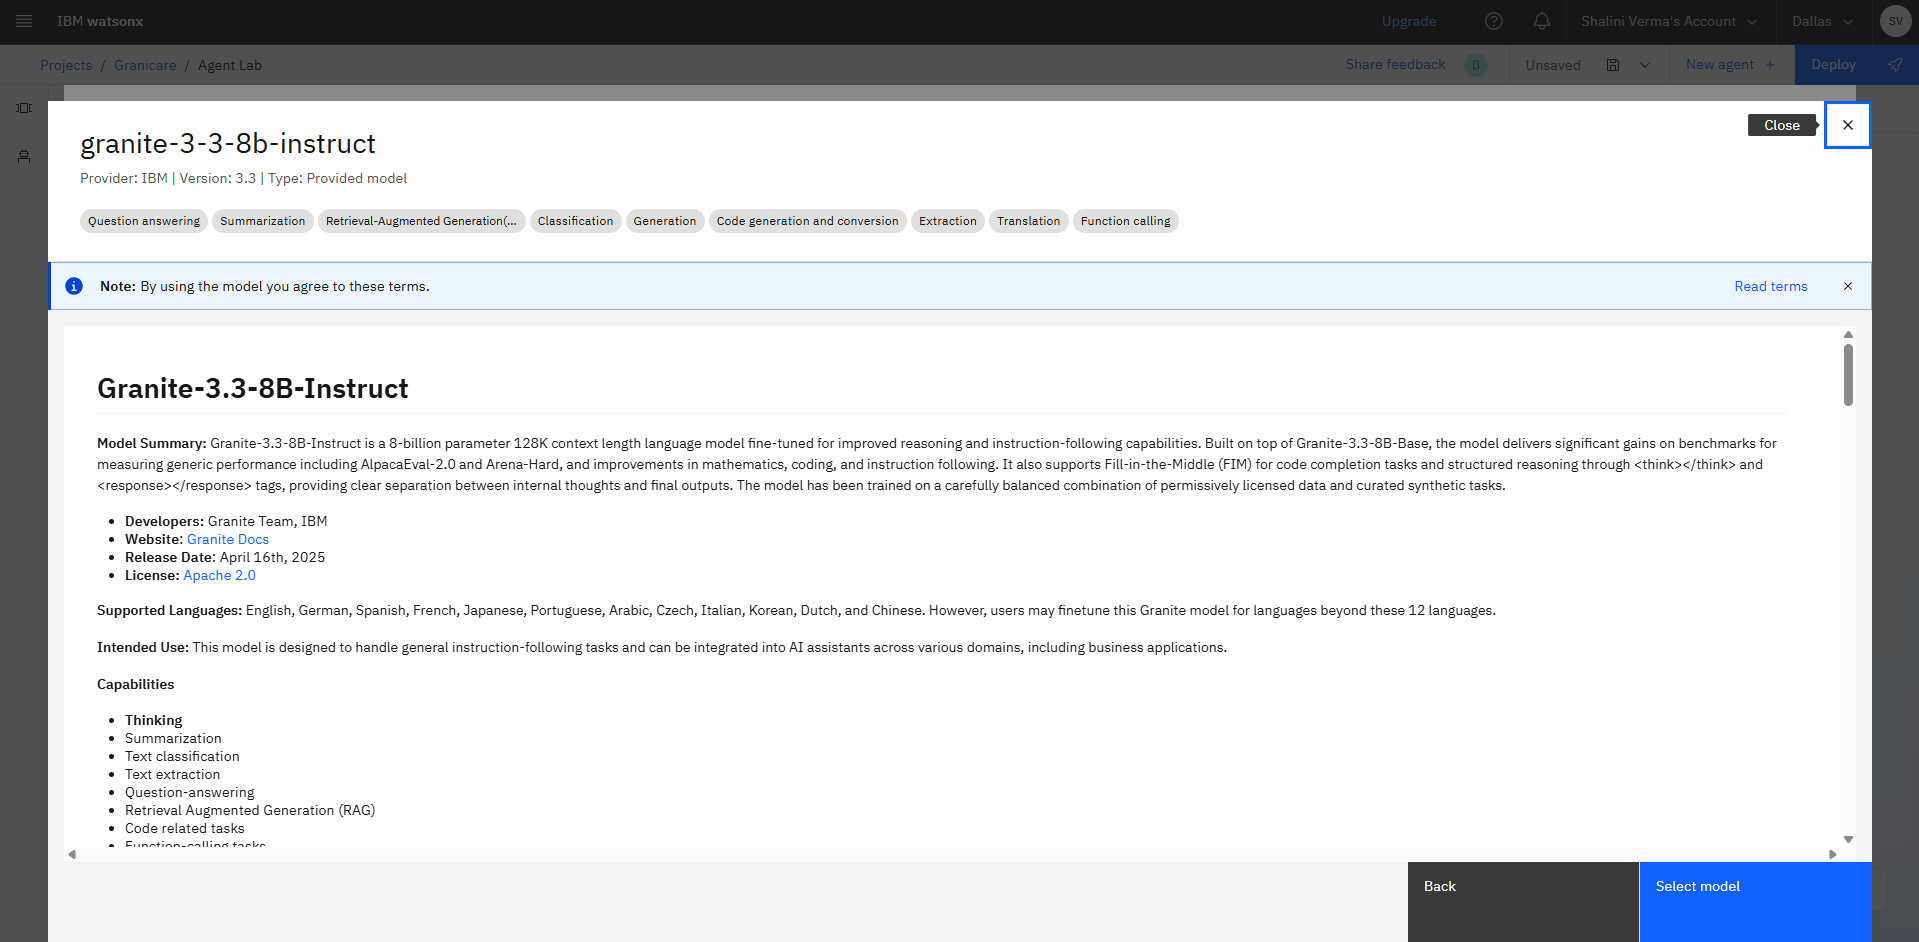 IBM watsonx
Upgrade
Shalini Verma's Account
Dallas
SV
Projects / Granicare / Agent Lab
Share feedback
β
Unsaved
New agent +
Deploy
granite-3-3-8b-instruct
Close
Provider: IBM | Version: 3.3 | Type: Provided model
Question answering
Summarization
Retrieval-Augmented Generation(...
Classification
Generation
Code generation and conversion
Extraction
Translation
Function calling
Note: By using the model you agree to these terms.
Read terms
Granite-3.3-8B-Instruct
Model Summary: Granite-3.3-8B-Instruct is a 8-billion parameter 128K context length language model fine-tuned for improved reasoning and instruction-following capabilities. Built on top of Granite-3.3-8B-Base, the model delivers significant gains on benchmarks for
measuring generic performance including AlpacaEval-2.0 and Arena-Hard, and improvements in mathematics, coding, and instruction following. It also supports Fill-in-the-Middle (FIM) for code completion tasks and structured reasoning through <think></think> and
<response></response> tags, providing clear separation between internal thoughts and final outputs. The model has been trained on a carefully balanced combination of permissively licensed data and curated synthetic tasks.
• Developers: Granite Team, IBM
• Website: Granite Docs
• Release Date: April 16th, 2025
• License: Apache 2.0
Supported Languages: English, German, Spanish, French, Japanese, Portuguese, Arabic, Czech, Italian, Korean, Dutch, and Chinese. However, users may finetune this Granite model for languages beyond these 12 languages.
Intended Use: This model is designed to handle general instruction-following tasks and can be integrated into AI assistants across various domains, including business applications.
Capabilities
• Thinking
• Summarization
• Text classification
• Text extraction
• Question-answering
• Retrieval Augmented Generation (RAG)
• Code related tasks
• Function-calling tasks
Back
Select model